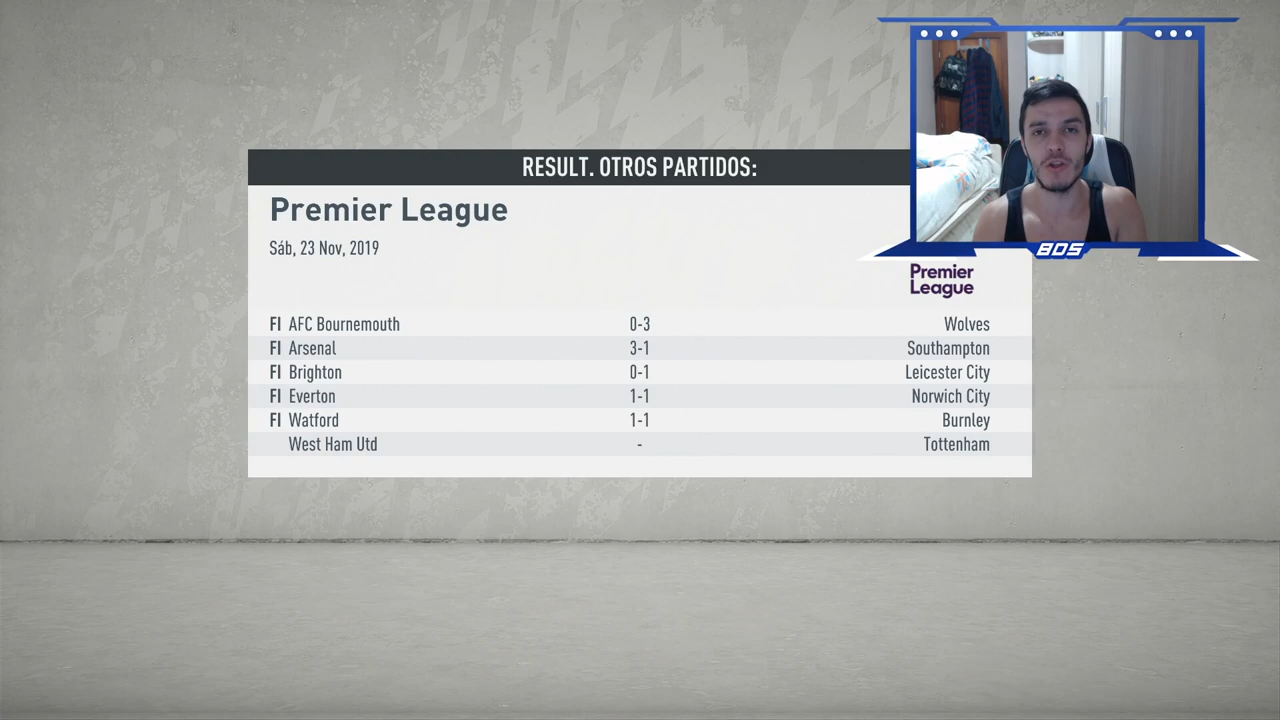 RESULT. OTROS PARTIDOS:
Premier League
Sáb, 23 Nov, 2019
BDS
Premier
League
FI AFC Bournemouth 0-3 Wolves
FI Arsenal 3-1 Southampton
FI Brighton 0-1 Leicester City
FI Everton 1-1 Norwich City
FI Watford 1-1 Burnley
West Ham Utd - Tottenham